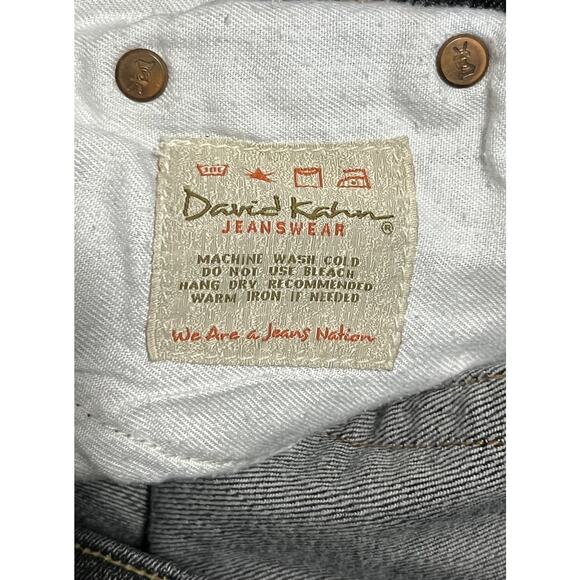 David Kahn ®
JEANSWEAR
MACHINE WASH COLD
DO NOT USE BLEACH
HANG DRY RECOMMENDED
WARM IRON IF NEEDED
We Are a Jeans Nation